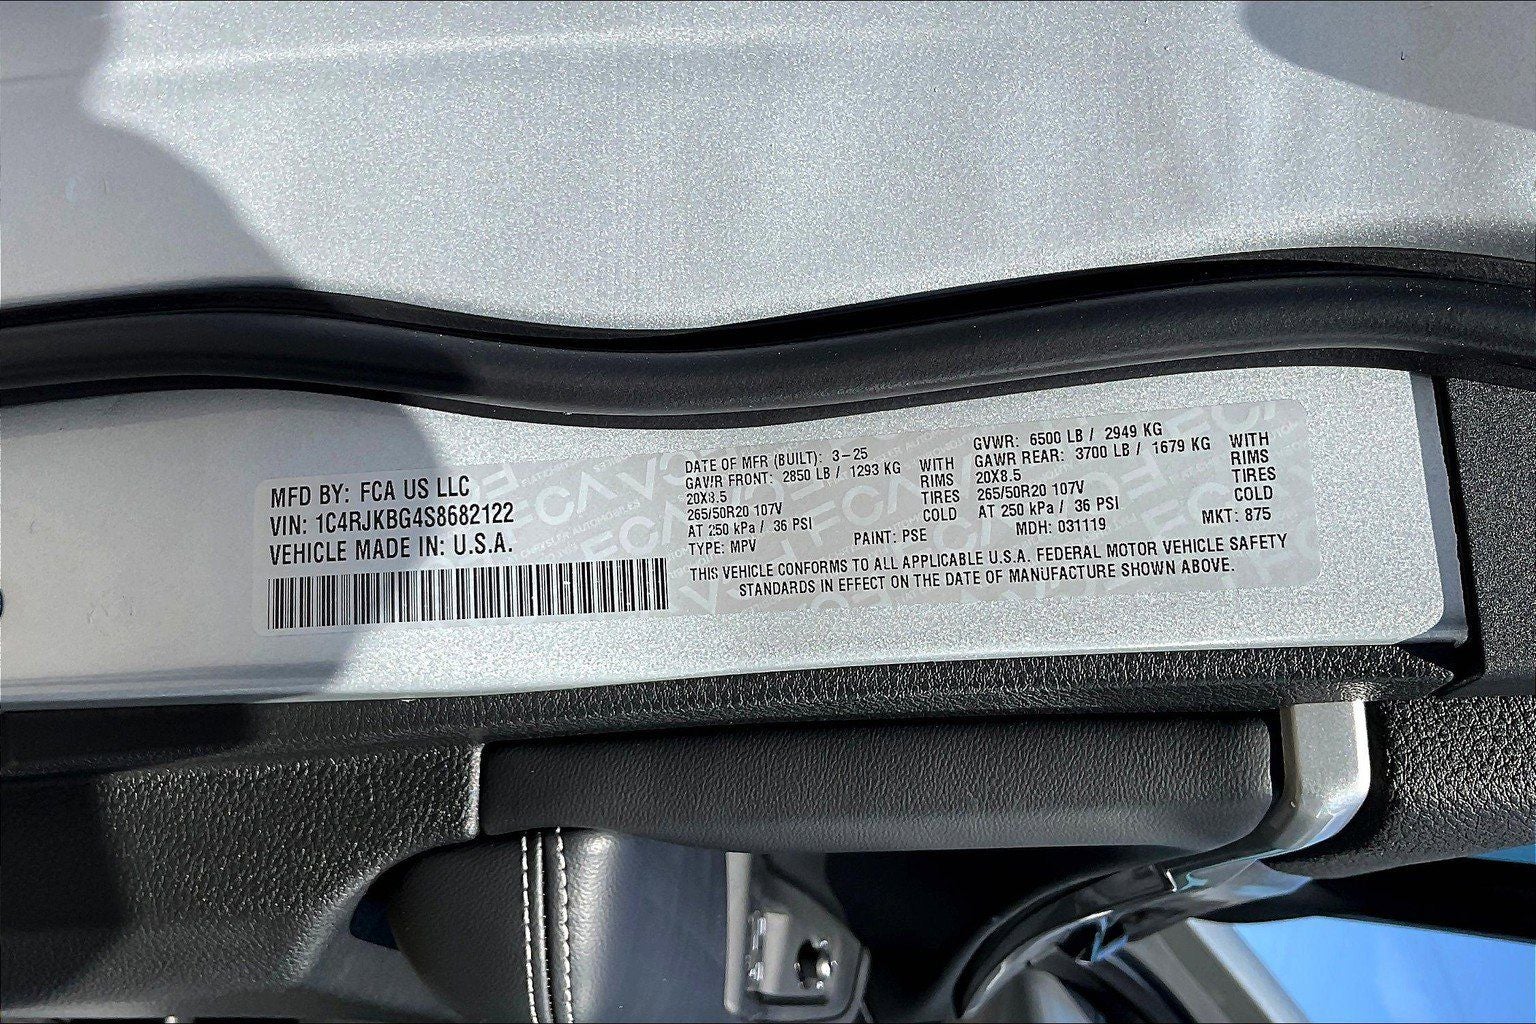 MFD BY: FCA US LLC
VIN: 1C4RJKBG4S8682122
VEHICLE MADE IN: U.S.A.
DATE OF MFR (BUILT): 3-25
GAWR FRONT: 2850 LB / 1293 KG WITH
20X8.5 RIMS
265/50R20 107V TIRES
AT 250 kPa / 36 PSI COLD
TYPE: MPV PAINT: PSE
GVWR: 6500 LB / 2949 KG
GAWR REAR: 3700 LB / 1679 KG WITH
20X8.5 RIMS
265/50R20 107V TIRES
AT 250 kPa / 36 PSI COLD
MDH: 031119 MKT: 875
THIS VEHICLE CONFORMS TO ALL APPLICABLE U.S.A. FEDERAL MOTOR VEHICLE SAFETY
STANDARDS IN EFFECT ON THE DATE OF MANUFACTURE SHOWN ABOVE.